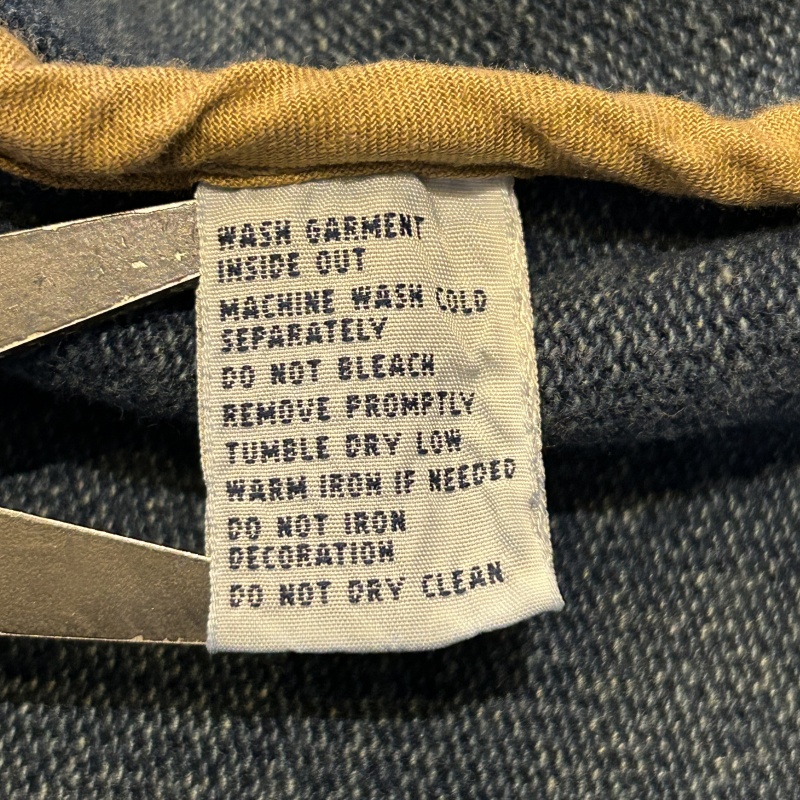 WASH GARMENT
INSIDE OUT
MACHINE WASH COLD
SEPARATELY
DO NOT BLEACH
REMOVE PROMPTLY
TUMBLE DRY LOW
WARM IRON IF NEEDED
DO NOT IRON
DECORATION
DO NOT DRY CLEAN